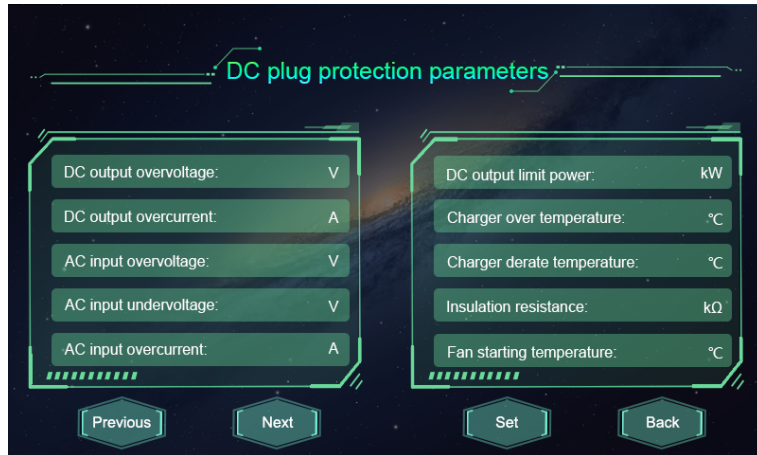 DC plug protection parameters
DC output overvoltage: V
DC output overcurrent: A
AC input overvoltage: V
AC input undervoltage: V
AC input overcurrent: A
DC output limit power: kW
Charger over temperature: ℃
Charger derate temperature: ℃
Insulation resistance: kΩ
Fan starting temperature: ℃
Previous
Next
Set
Back